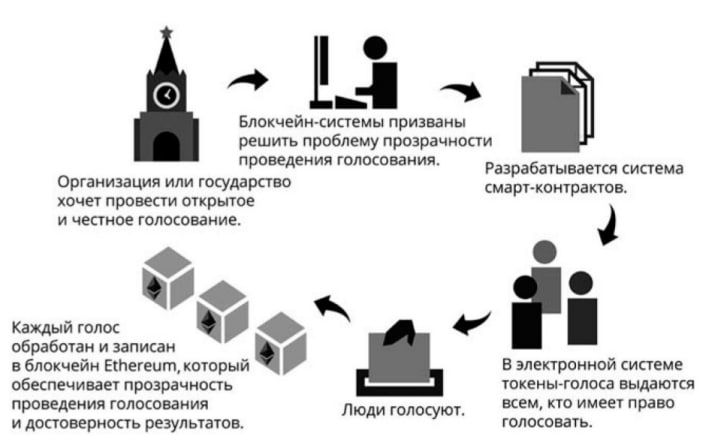 Организация или государство
хочет провести открытое
и честное голосование.
Блокчейн-системы призваны
решить проблему прозрачности
проведения голосования.
Разрабатывается система
смарт-контрактов.
В электронной системе
токены-голоса выдаются
всем, кто имеет право
голосовать.
Люди голосуют.
Каждый голос
обработан и записан
в блокчейн Ethereum, который
обеспечивает прозрачность
проведения голосования
и достоверность результатов.